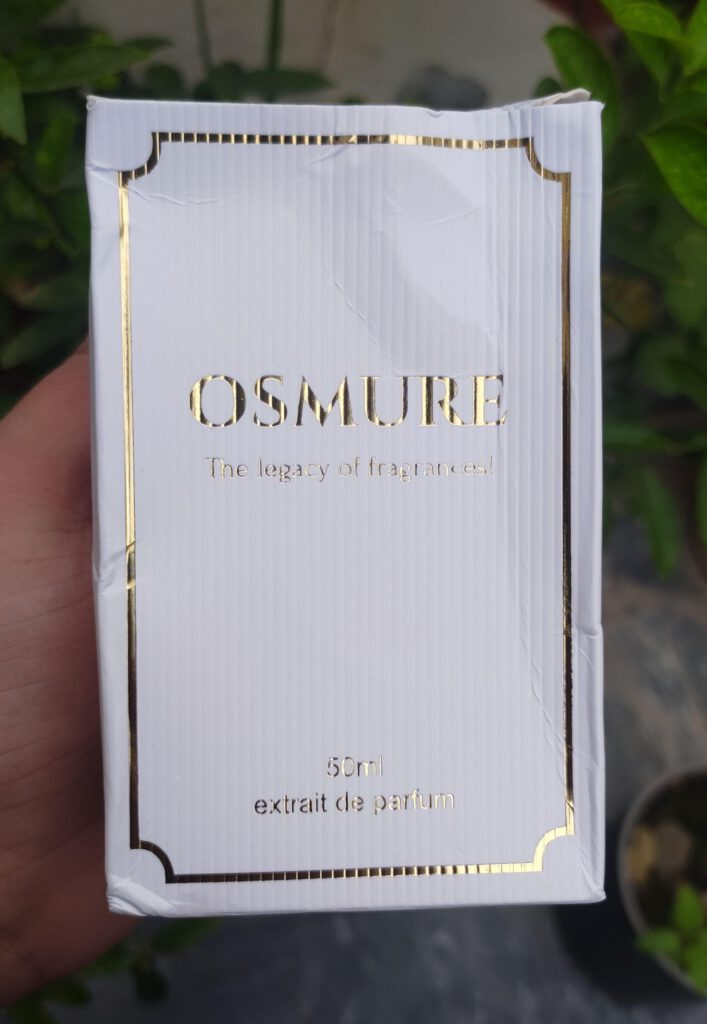 OSMURE
The legacy of fragrances!
50ml
extrait de parfum